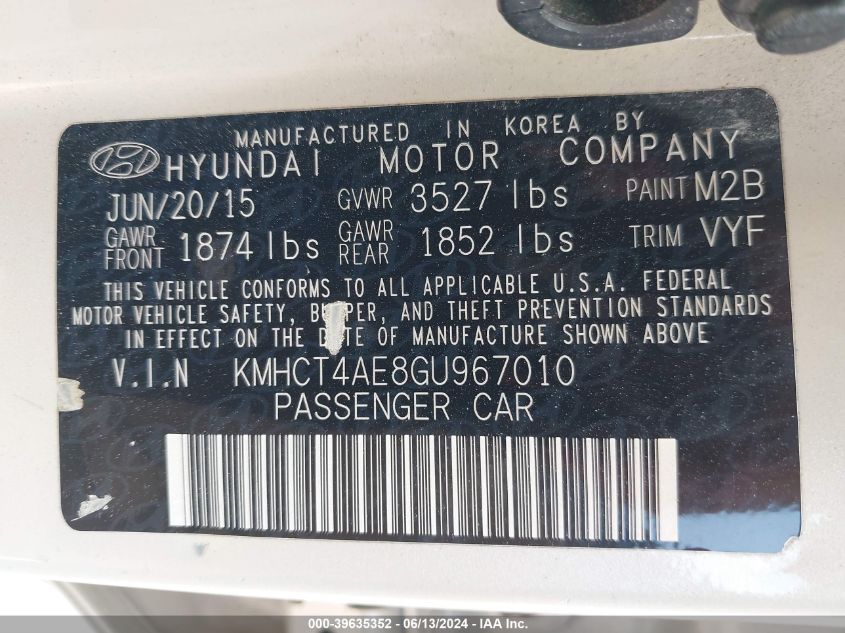 MANUFACTURED IN KOREA BY
HYUNDAI MOTOR COMPANY
JUN/20/15 GVWR 3527 lbs PAINT M2B
GAWR FRONT 1874 lbs GAWR REAR 1852 lbs TRIM VYF
THIS VEHICLE CONFORMS TO ALL APPLICABLE U.S.A. FEDERAL
MOTOR VEHICLE SAFETY, AND THEFT PREVENTION STANDARDS
IN EFFECT ON THE DATE OF MANUFACTURE SHOWN ABOVE
V.I.N KMHCT4AE8GU967010
PASSENGER CAR
000-39635352 - 06/13/2024 - IAA Inc.